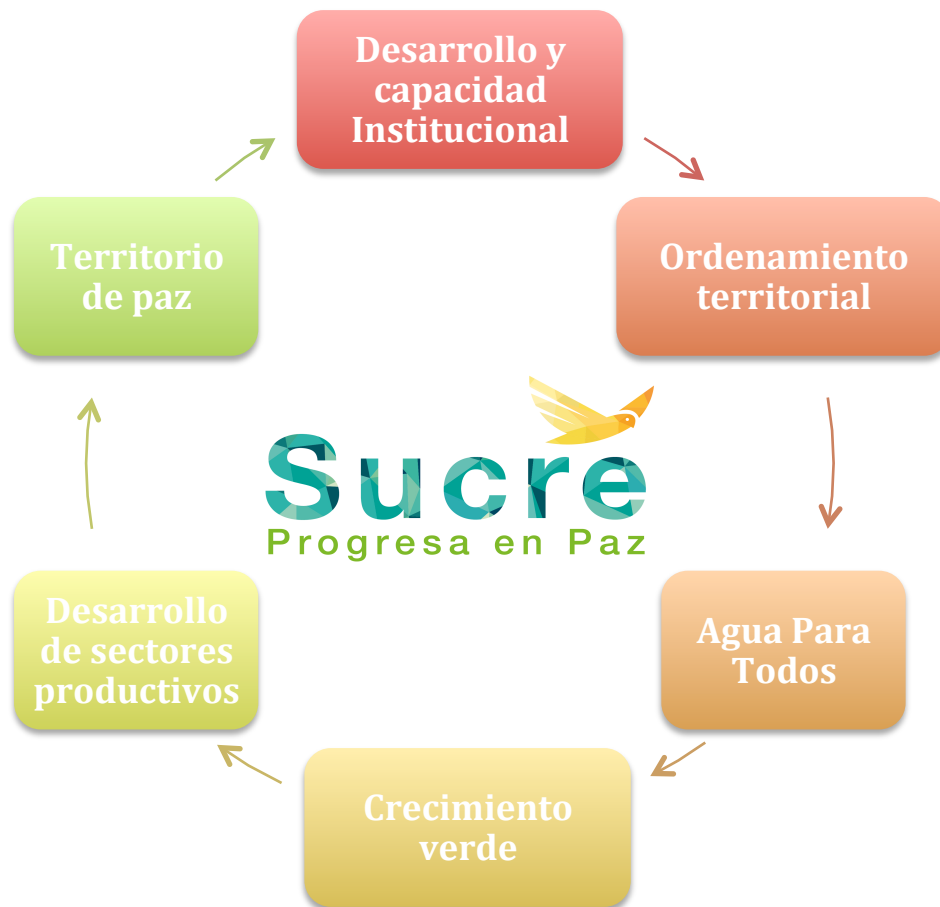 Desarrollo y
capacidad
Institucional
Ordenamiento
territorial
Agua Para
Todos
Crecimiento
verde
Desarrollo
de sectores
productivos
Territorio
de paz
Sucre
Progresa en Paz